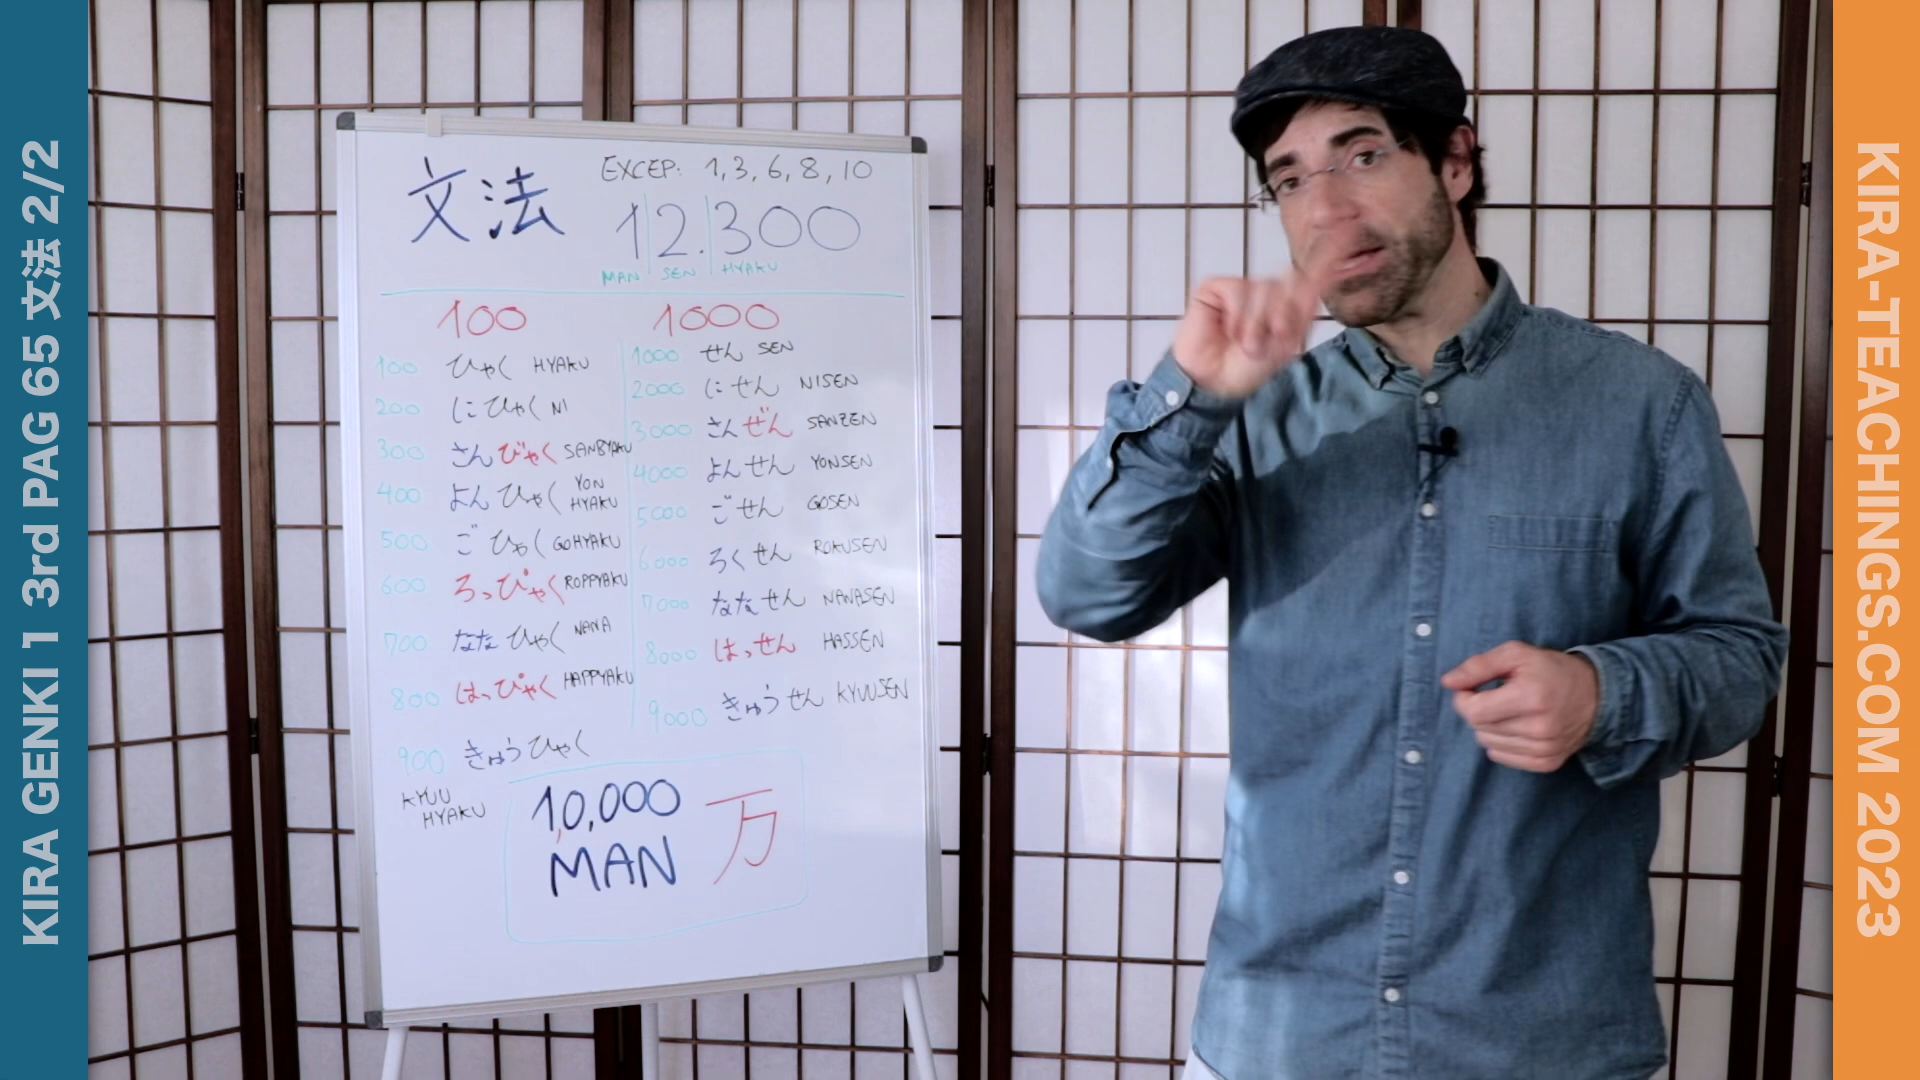 KIRA GENKI 1 3rd PAG 65 文法 2/2
文法
EXCEP: 1, 3, 6, 8, 10
12.300
MAN SEN HYAKU
100
100 ひゃく HYAKU
200 にひゃく NI
300 さんびゃく SANBYAKU
400 よんひゃく YON HYAKU
500 ごひゃく GOHYAKU
600 ろっぴゃく ROPPYAKU
700 ななひゃく NANA
800 はっぴゃく HAPPYAKU
900 きゅうひゃく
KYUU
HYAKU
1000
1000 せん SEN
2000 にせん NISEN
3000 さんぜん SANZEN
4000 よんせん YONSEN
5000 ごせん GOSEN
6000 ろくせん ROKUSEN
7000 ななせん NANASEN
8000 はっせん HASSEN
9000 きゅうせん KYUUSEN
1,0,000
MAN 万
KIRA-TEACHINGS.COM 2023